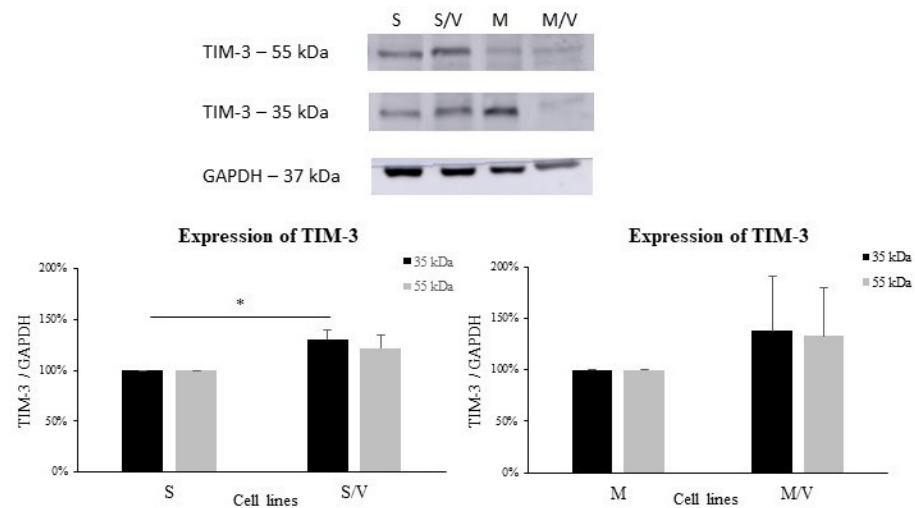 S S/V M M/V
TIM-3 – 55 kDa
TIM-3 – 35 kDa
GAPDH – 37 kDa
Expression of TIM-3
200%
150%
100%
50%
0%
TIM-3 / GAPDH
35 kDa
55 kDa
*
S S/V
Cell lines
Expression of TIM-3
200%
150%
100%
50%
0%
TIM-3 / GAPDH
35 kDa
55 kDa
M M/V
Cell lines